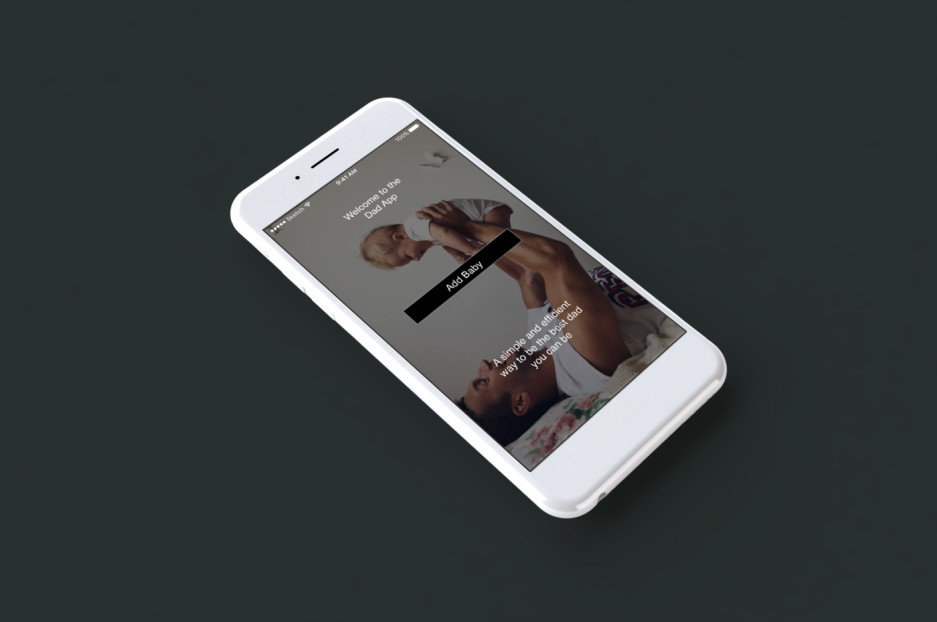 Sketch 9:41 AM 100%
Welcome to the
Dad App
Add Baby
A simple and efficient
way to be the best dad
you can be